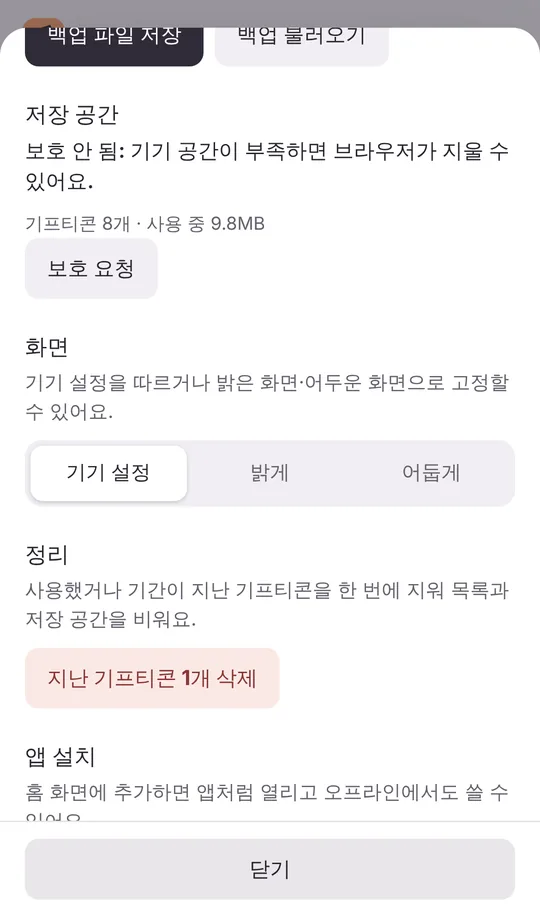 백업 파일 저장
백업 불러오기
저장 공간
보호 안 됨: 기기 공간이 부족하면 브라우저가 지울 수
있어요.
기프티콘 8개 · 사용 중 9.8MB
보호 요청
화면
기기 설정을 따르거나 밝은 화면·어두운 화면으로 고정할
수 있어요.
기기 설정
밝게
어둡게
정리
사용했거나 기간이 지난 기프티콘을 한 번에 지워 목록과
저장 공간을 비워요.
지난 기프티콘 1개 삭제
앱 설치
홈 화면에 추가하면 앱처럼 열리고 오프라인에서도 쓸 수
있어요.
닫기